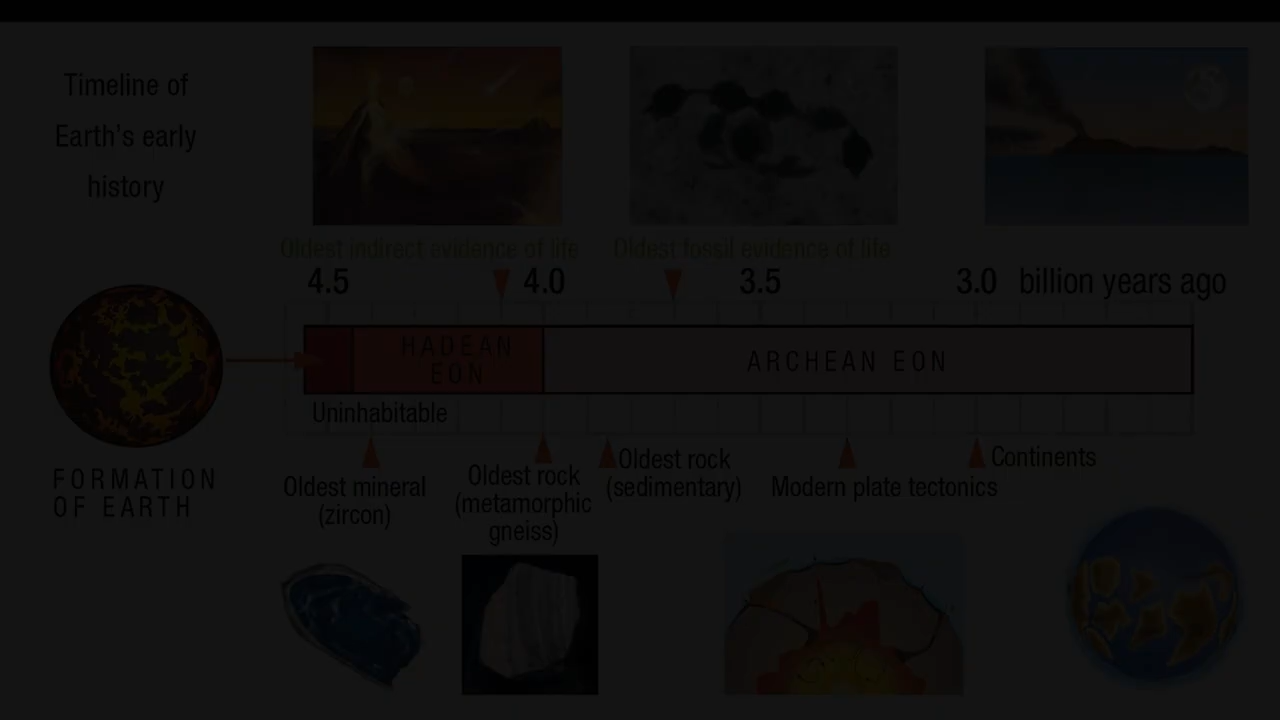 Timeline of
Earth's early
history
Oldest indirect evidence of life
Oldest fossil evidence of life
4.5
4.0
3.5
3.0 billion years ago
HADEAN
EON
ARCHEAN EON
Uninhabitable
FORMATION
OF EARTH
Oldest mineral
(zircon)
Oldest rock
(metamorphic
gneiss)
Oldest rock
(sedimentary)
Modern plate tectonics
Continents